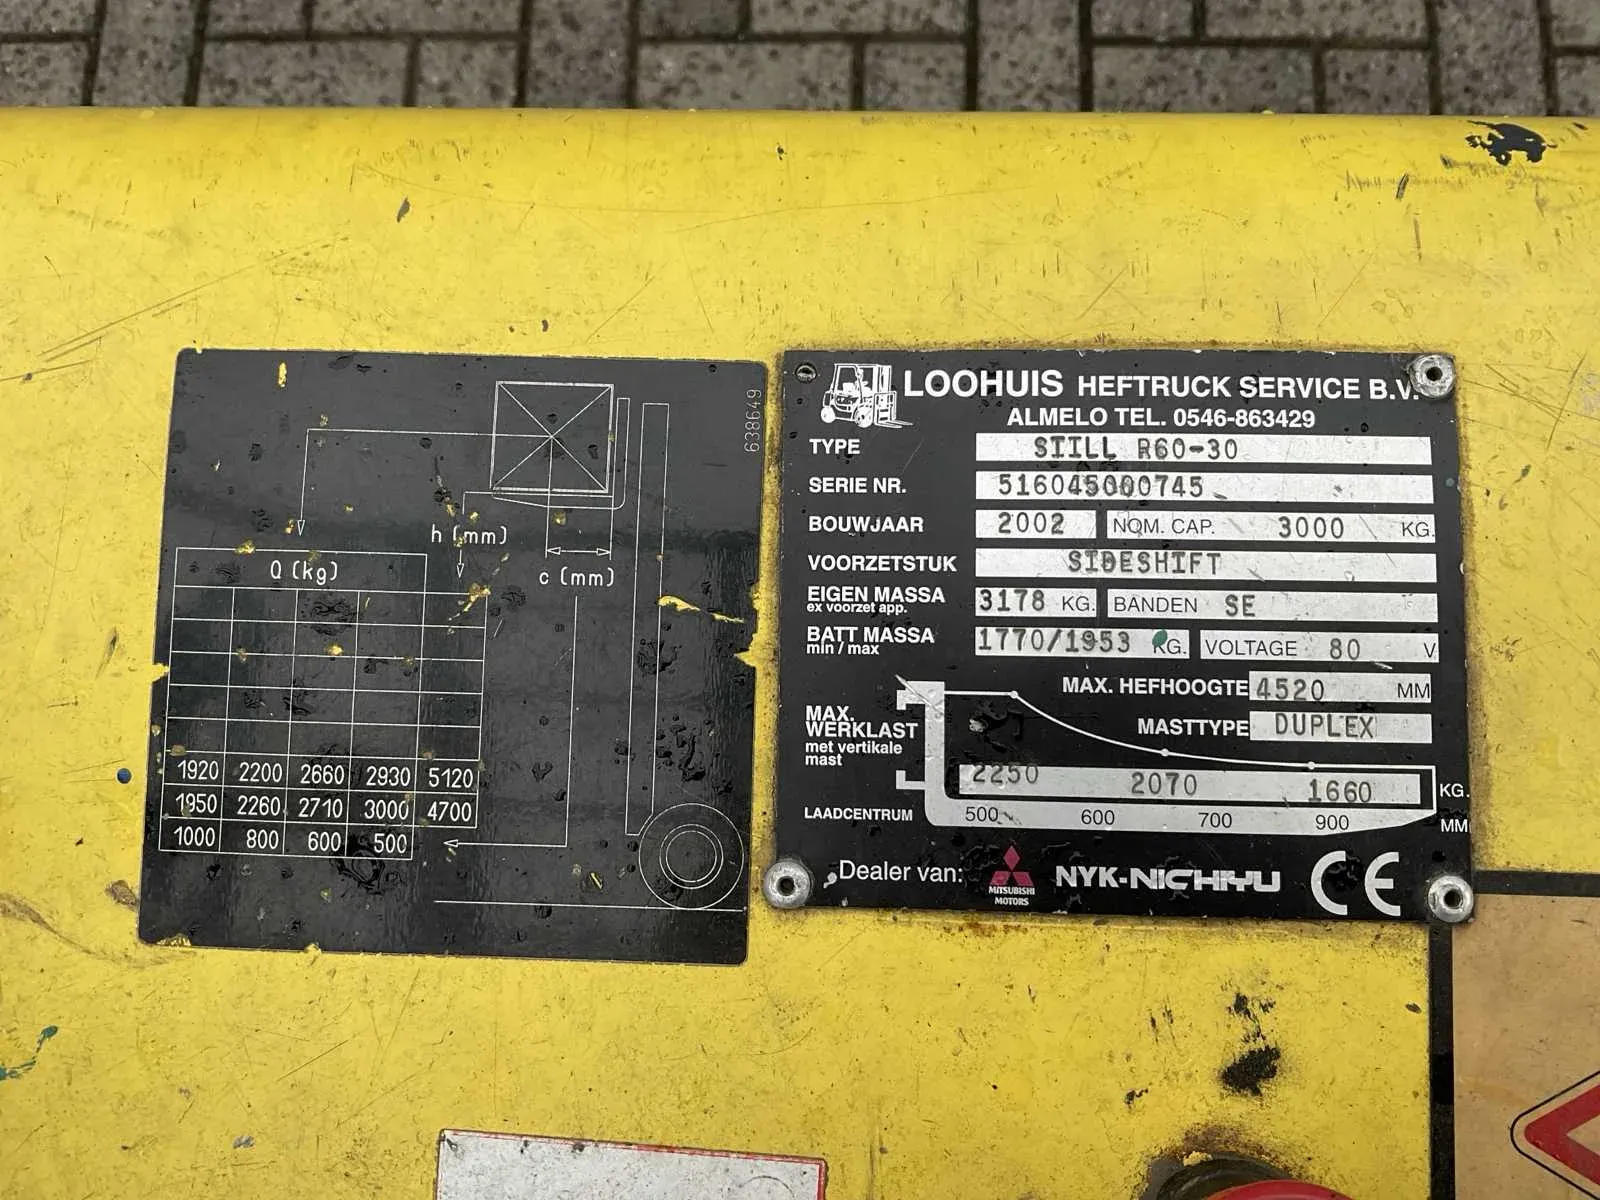 638649
h (mm)
c (mm)
Q (kg)
1920 2200 2660 2930 5120
1950 2260 2710 3000 4700
1000 800 600 500
LOOHUIS HEFTRUCK SERVICE B.V.
ALMELO TEL. 0546-863429
TYPE STILL R60-30
SERIE NR. 516045000745
BOUWJAAR 2002 NOM. CAP. 3000 KG.
VOORZETSTUK SIDESHIFT
EIGEN MASSA 3178 KG. BANDEN SE
ex voorzet app.
BATT MASSA 1770/1953 KG. VOLTAGE 80 V
min / max
MAX. HEFHOOGTE 4520 MM
MASTTYPE DUPLEX
MAX.
WERKLAST
met vertikale
mast
2250 2070 1660 KG.
LAADCENTRUM 500 600 700 900 MM
Dealer van: MITSUBISHI MOTORS NYK-NICHIYU CE